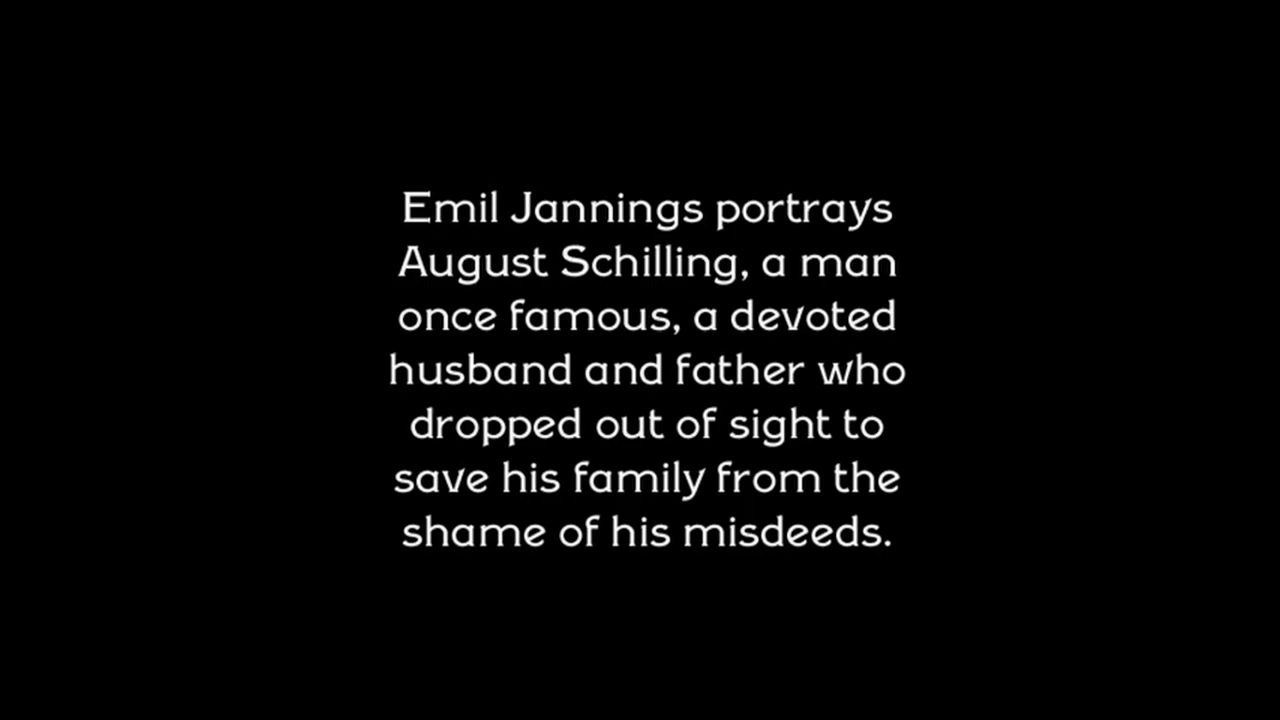 Emil Jannings portrays
August Schilling, a man
once famous, a devoted
husband and father who
dropped out of sight to
save his family from the
shame of his misdeeds.